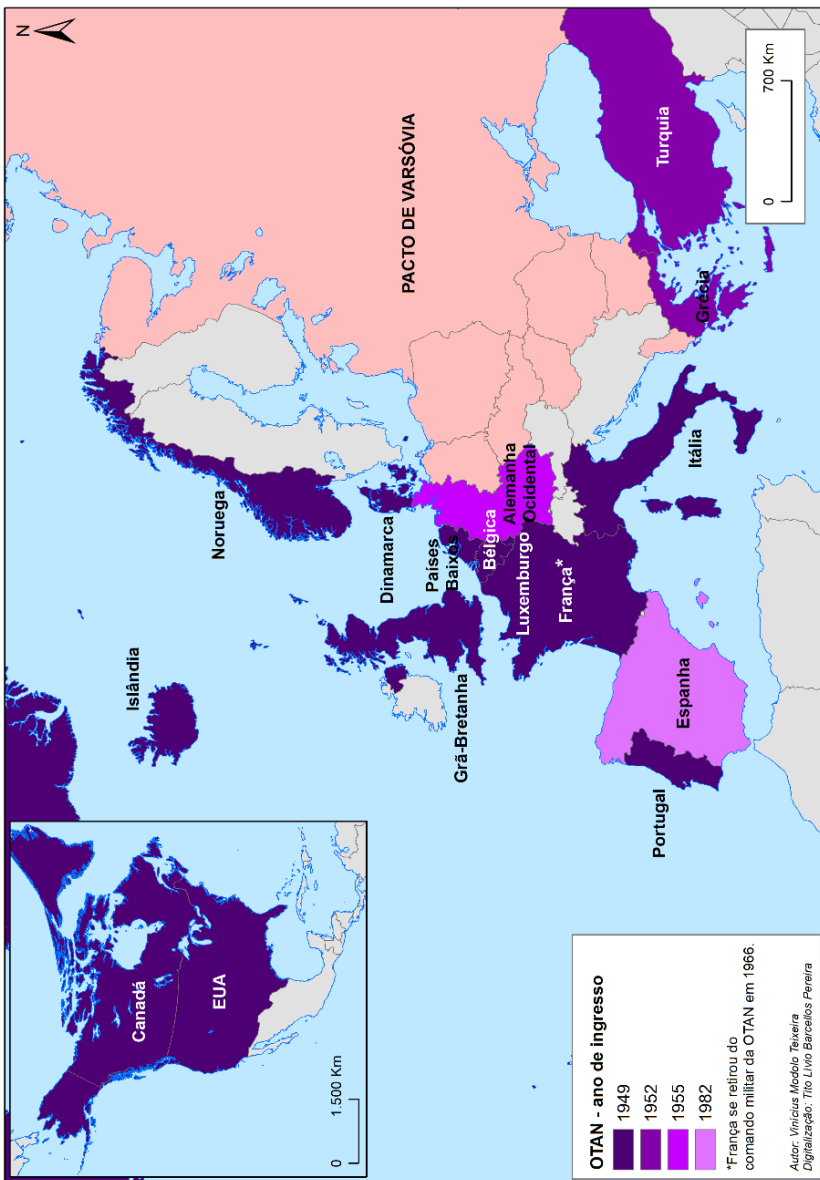 N
Canadá
EUA
0 1.500 Km
Islândia
Noruega
PACTO DE VARSÓVIA
Dinamarca
Países
Baixos
Grã-Bretanha
Bélgica
Alemanha
Ocidental
Luxemburgo
França*
Portugal
Espanha
Itália
Grécia
Turquia
OTAN - ano de ingresso
1949
1952
1955
1982
*França se retirou do
comando militar da OTAN em 1966.
Autor: Vinicius Modolo Teixeira
Digitalização: Tito Lívio Barcellos Pereira
0 700 Km